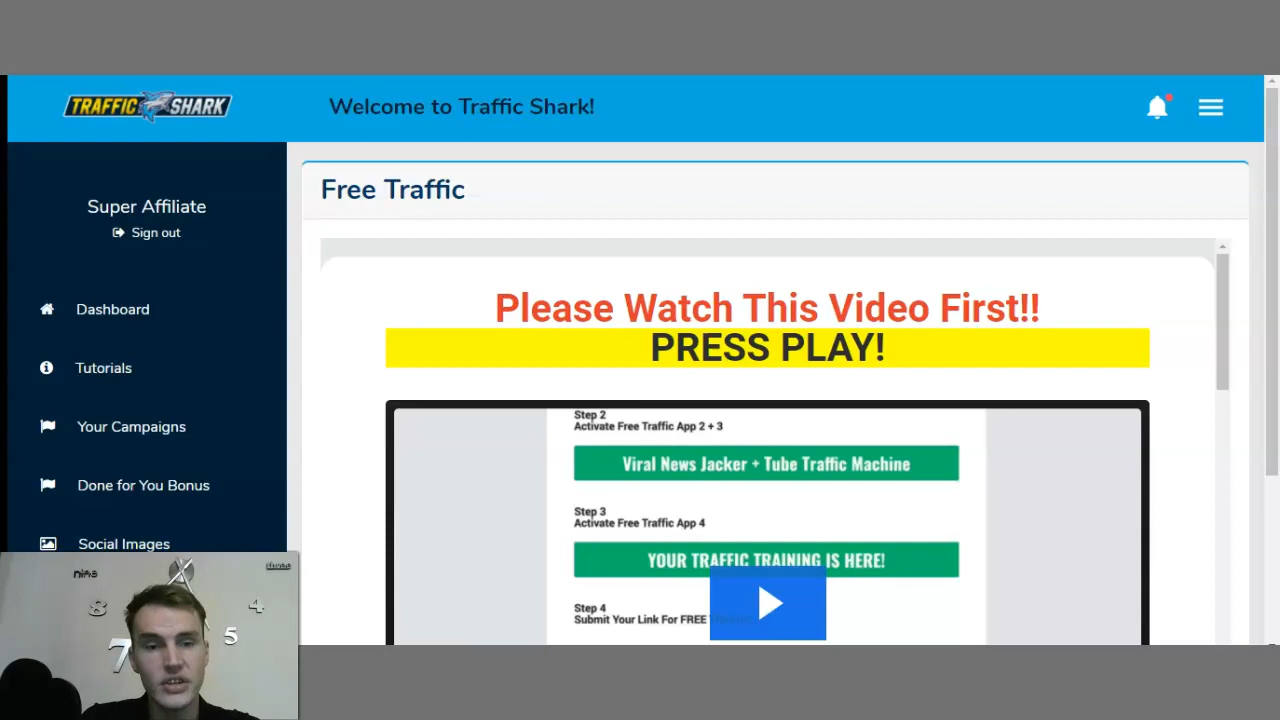 TRAFFIC SHARK
Welcome to Traffic Shark!
Super Affiliate
Sign out
Dashboard
Tutorials
Your Campaigns
Done for You Bonus
Social Images
Free Traffic
Please Watch This Video First!!
PRESS PLAY!
Step 2
Activate Free Traffic App 2 + 3
Viral News Jacker + Tube Traffic Machine
Step 3
Activate Free Traffic App 4
YOUR TRAFFIC TRAINING IS HERE!
Step 4
Submit Your Link For FREE
nine
8
4
7
5